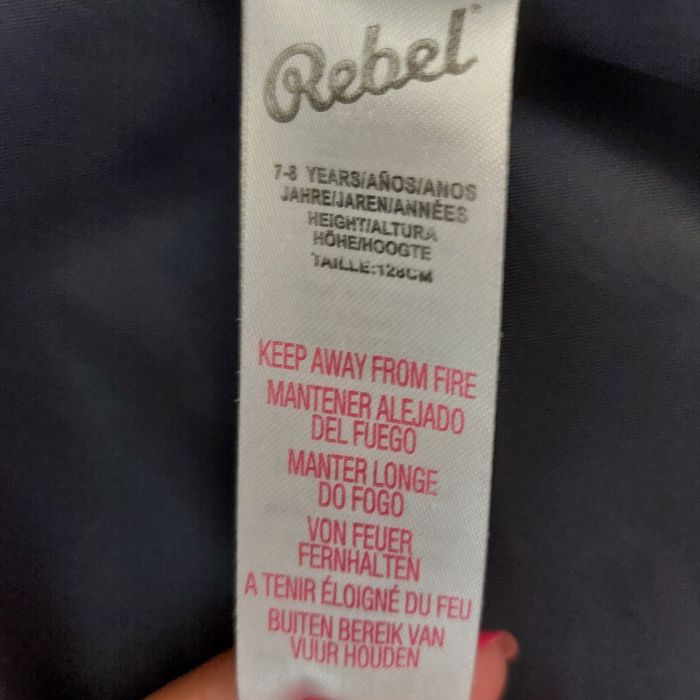 Rebel
7-8 YEARS/AÑOS/ANOS
JAHRE/JAREN/ANNÉES
HEIGHT/ALTURA
HÖHE/HOOGTE
TAILLE:128CM
KEEP AWAY FROM FIRE
MANTENER ALEJADO
DEL FUEGO
MANTER LONGE
DO FOGO
VON FEUER
FERNHALTEN
A TENIR ÉLOIGNÉ DU FEU
BUITEN BEREIK VAN
VUUR HOUDEN